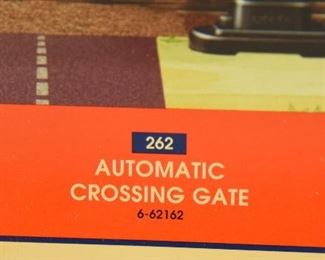 262
AUTOMATIC
CROSSING GATE
6-62162